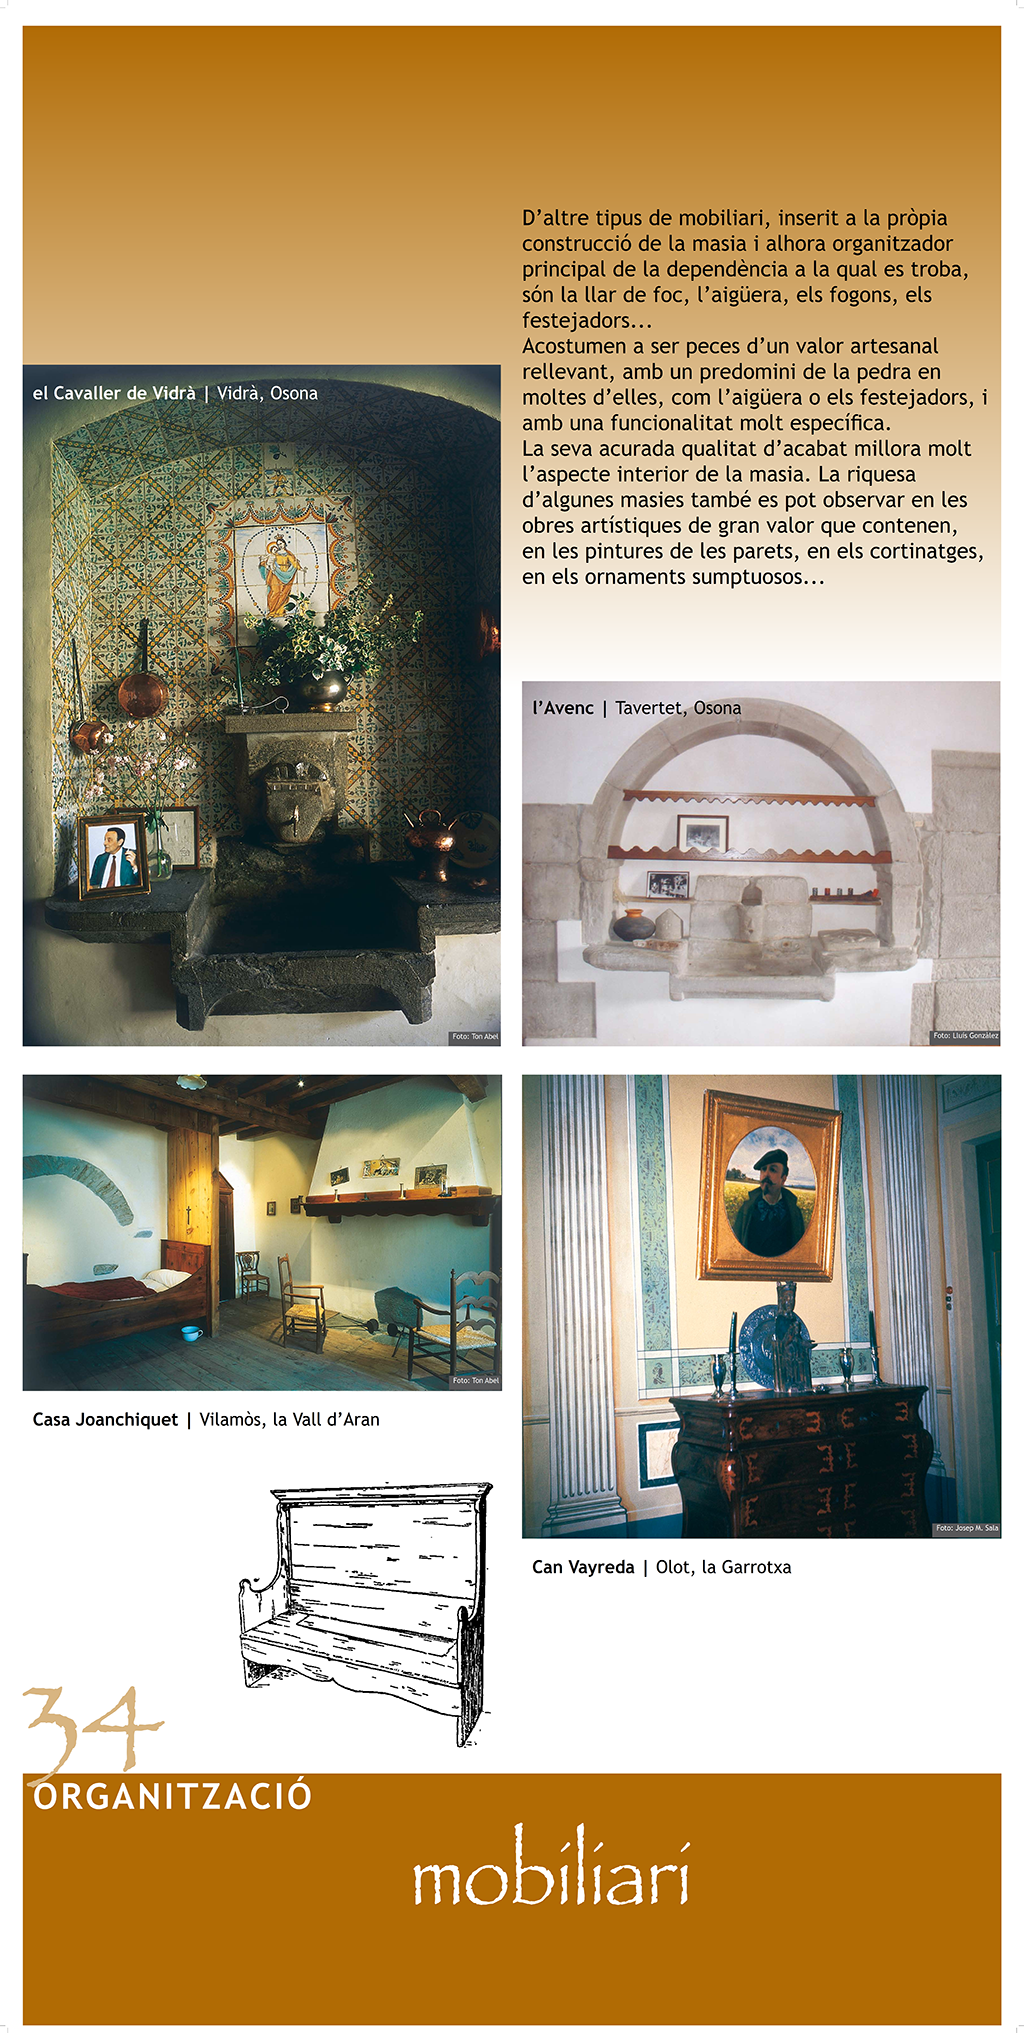 D’altre tipus de mobiliari, inserit a la pròpia
construcció de la masia i alhora organitzador
principal de la dependència a la qual es troba,
són la llar de foc, l’aigüera, els fogons, els
festejadors...
Acostumen a ser peces d’un valor artesanal
rellevant, amb un predomini de la pedra en
moltes d’elles, com l’aigüera o els festejadors, i
amb una funcionalitat molt específica.
La seva acurada qualitat d’acabat millora molt
l’aspecte interior de la masia. La riquesa
d’algunes masies també es pot observar en les
obres artístiques de gran valor que contenen,
en les pintures de les parets, en els cortinatges,
en els ornaments sumptuosos...
el Cavaller de Vidrà | Vidrà, Osona
Foto: Ton Abel
l’Avenc | Tavertet, Osona
Foto: Lluís González
Foto: Ton Abel
Casa Joanchiquet | Vilamòs, la Vall d’Aran
Foto: Josep M. Sala
Can Vayreda | Olot, la Garrotxa
34
ORGANITZACIÓ
mobiliari